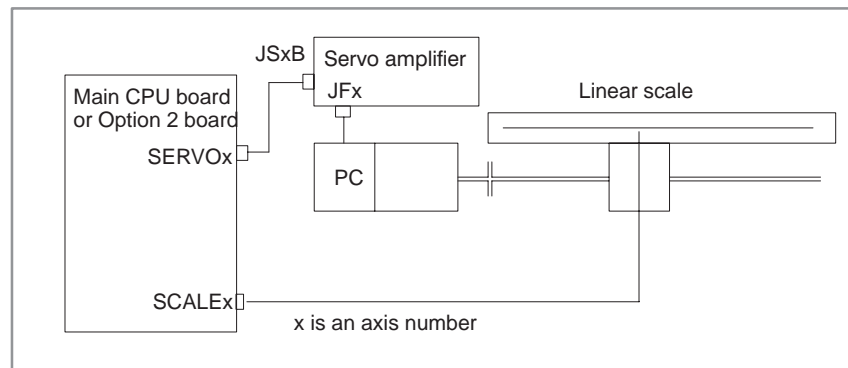 JSxB
Servo amplifier
JFx
Main CPU board
or Option 2 board
SERVOx
Linear scale
PC
SCALEx
x is an axis number